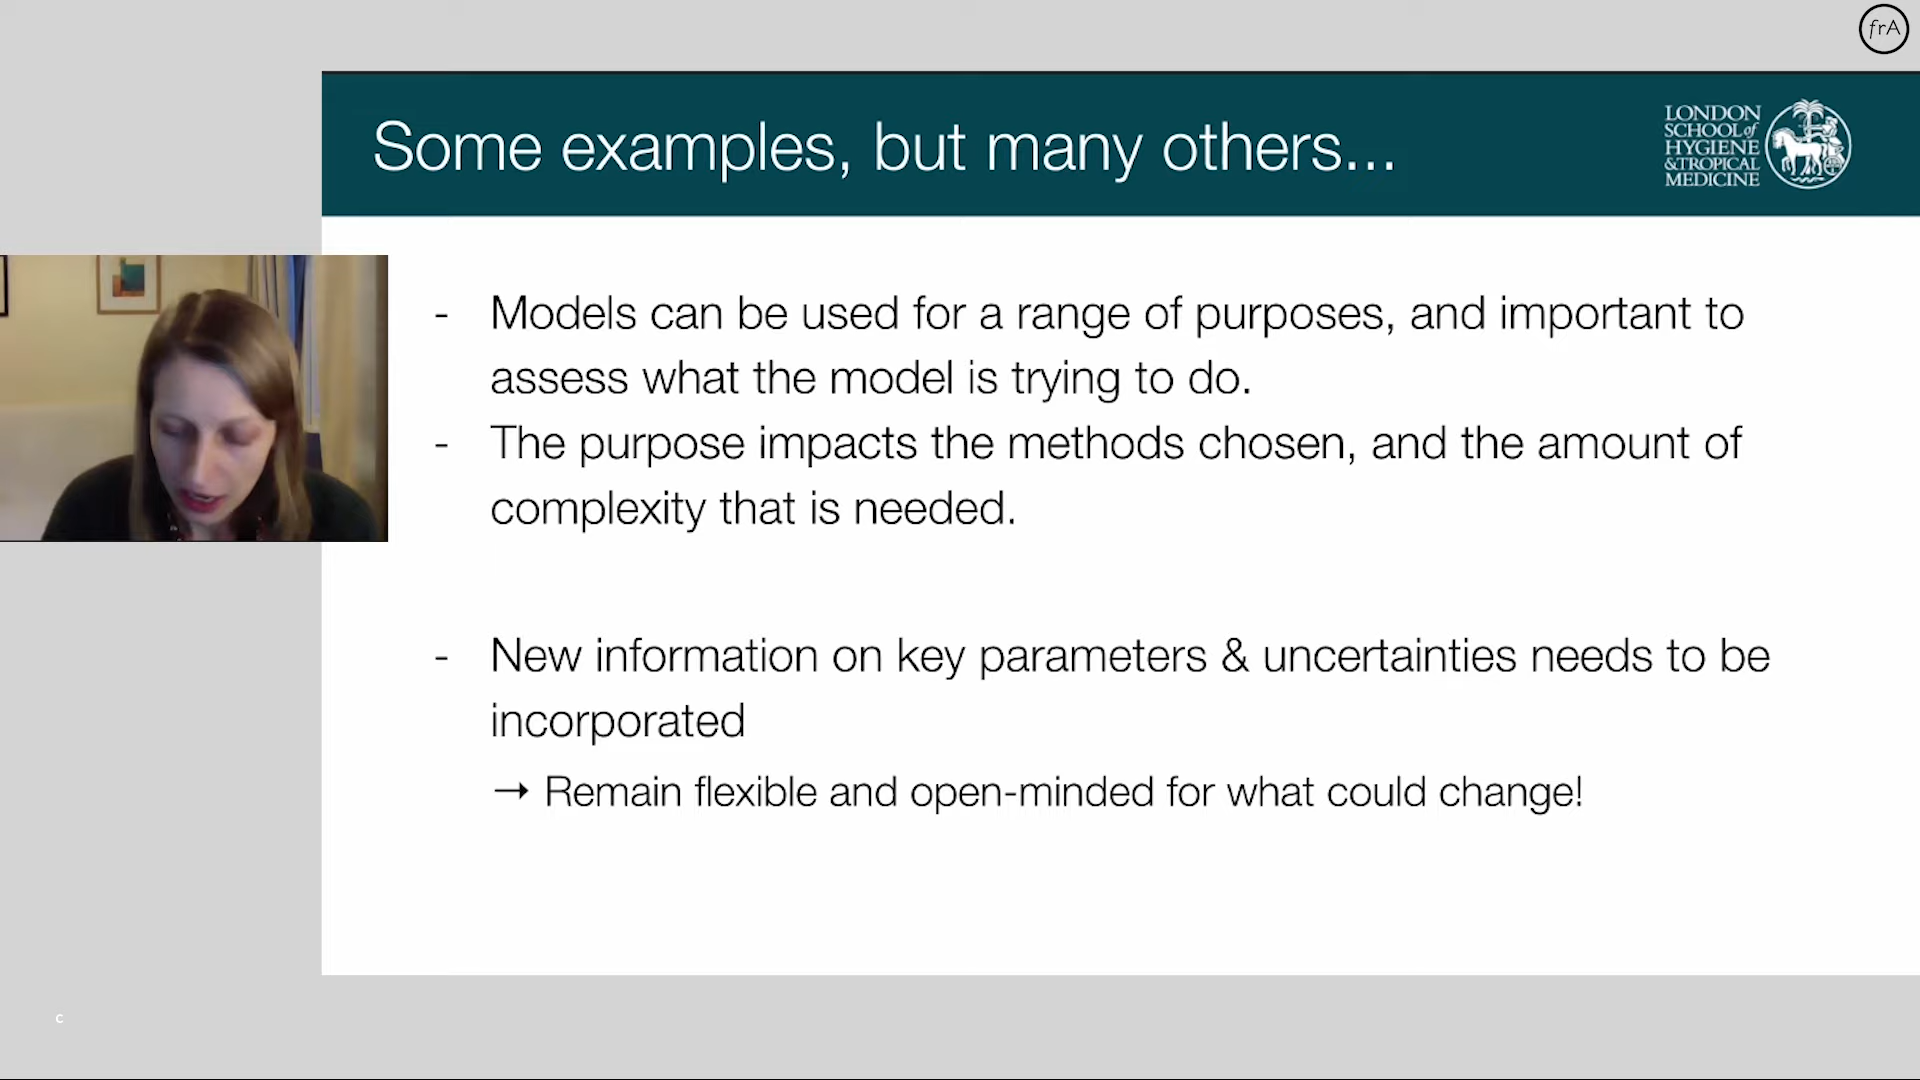 frA
Some examples, but many others...
LONDON
SCHOOL of
HYGIENE
& TROPICAL
MEDICINE
- Models can be used for a range of purposes, and important to
assess what the model is trying to do.
- The purpose impacts the methods chosen, and the amount of
complexity that is needed.
- New information on key parameters & uncertainties needs to be
incorporated
→ Remain flexible and open-minded for what could change!
c